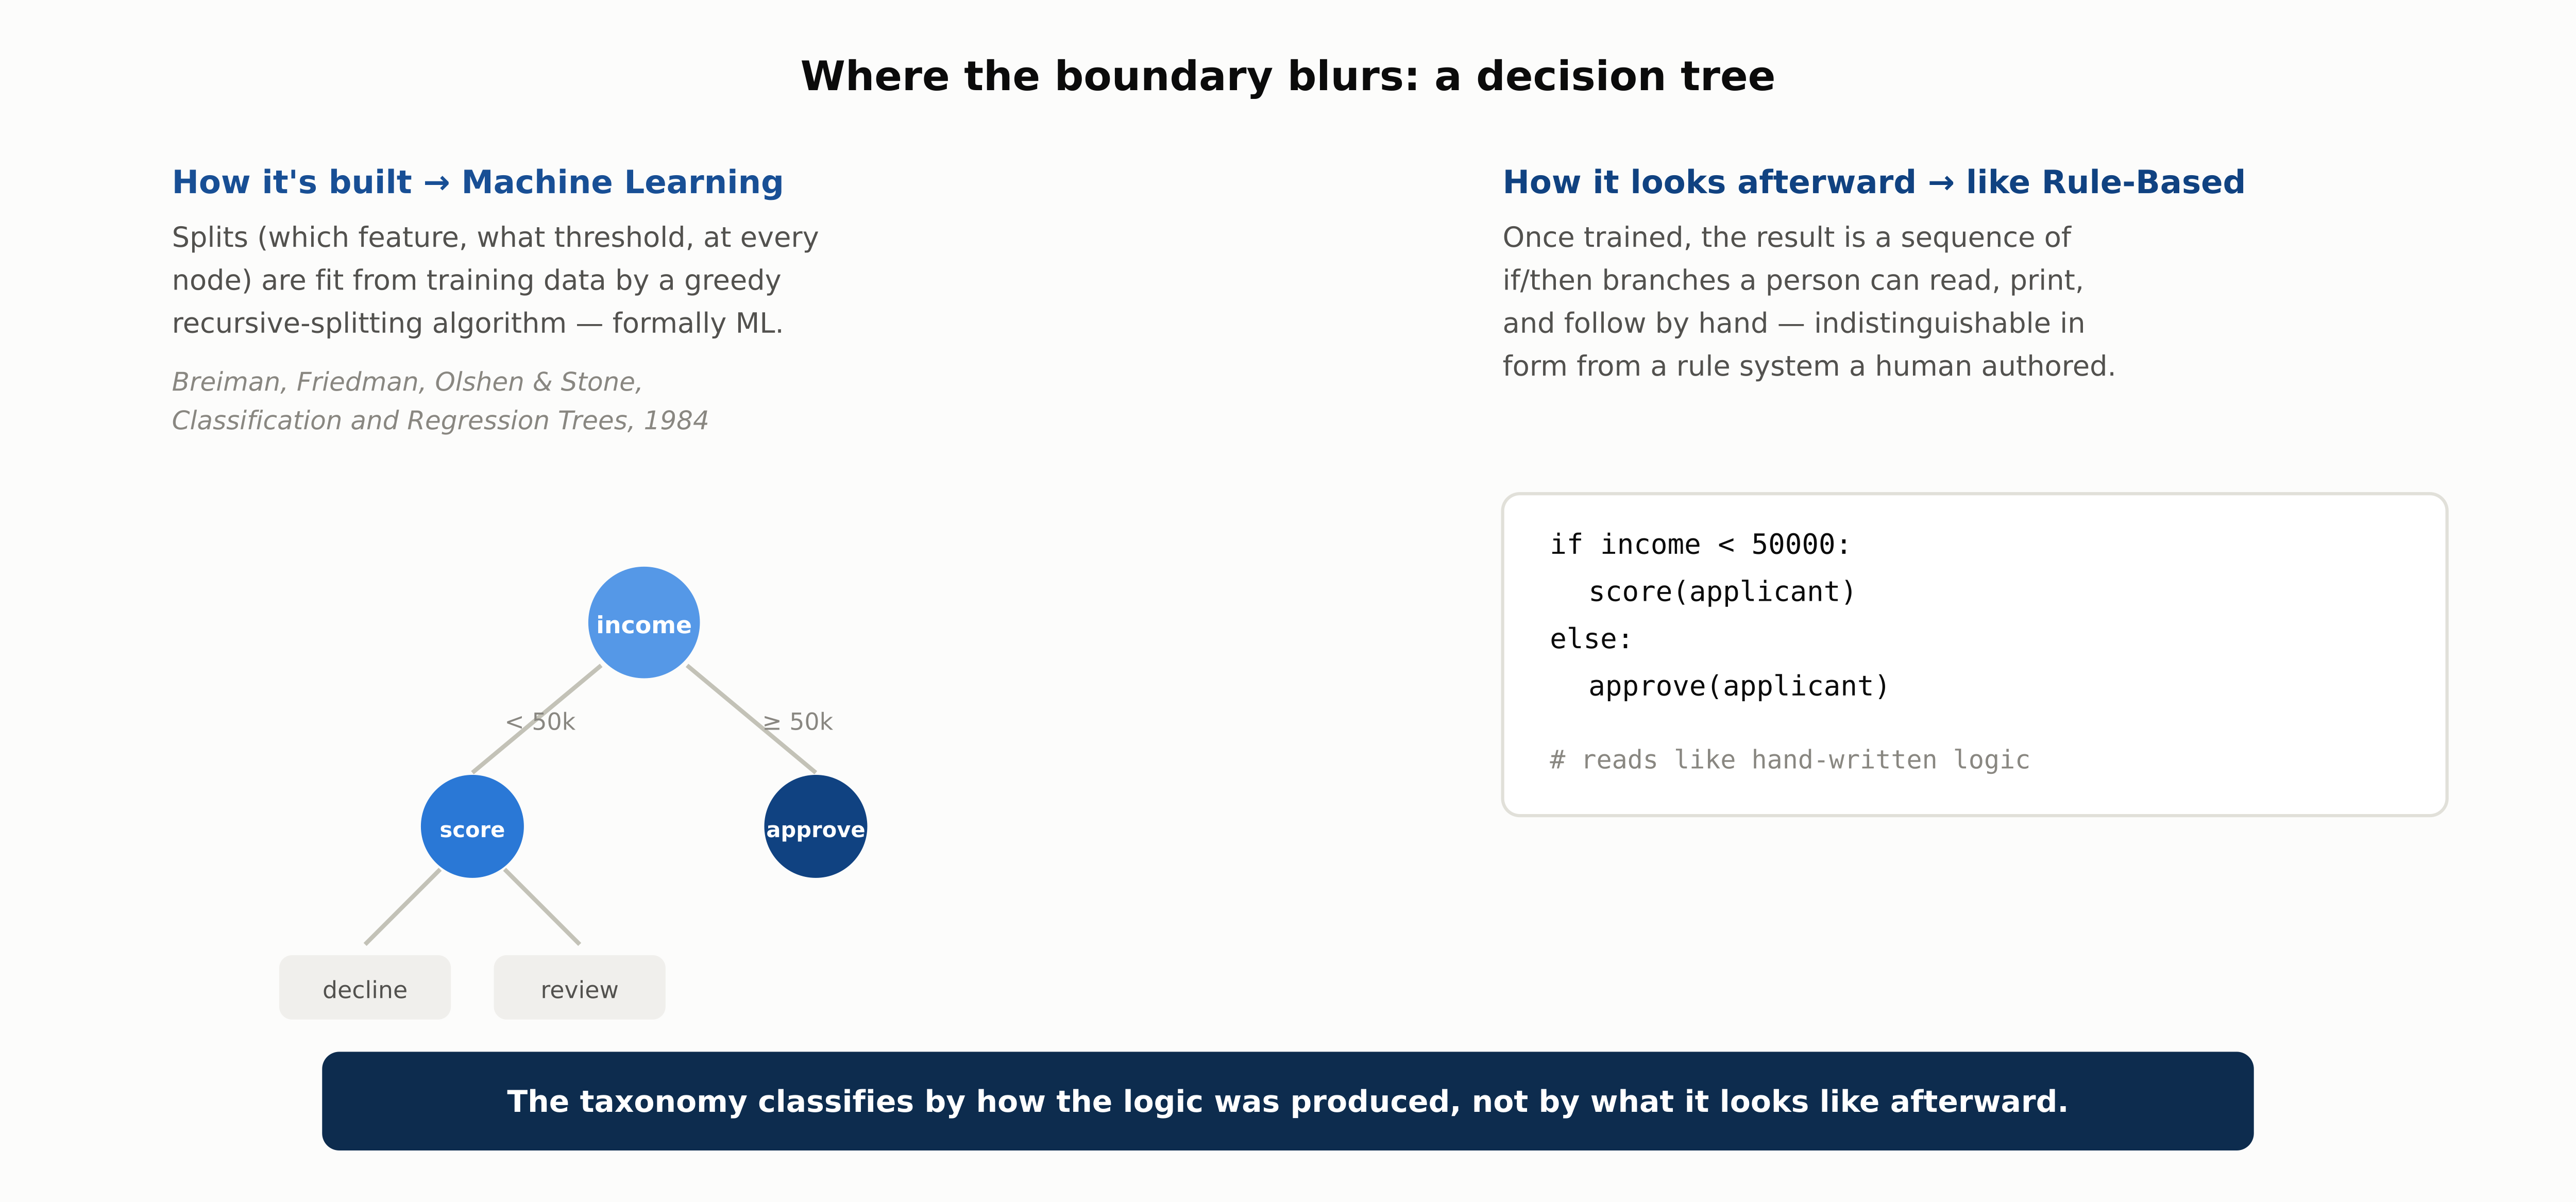 Where the boundary blurs: a decision tree
How it's built → Machine Learning
Splits (which feature, what threshold, at every
node) are fit from training data by a greedy
recursive-splitting algorithm — formally ML.
Breiman, Friedman, Olshen & Stone,
Classification and Regression Trees, 1984
income
< 50k
≥ 50k
score
approve
decline
review
How it looks afterward → like Rule-Based
Once trained, the result is a sequence of
if/then branches a person can read, print,
and follow by hand — indistinguishable in
form from a rule system a human authored.
if income < 50000:
score(applicant)
else:
approve(applicant)
# reads like hand-written logic
The taxonomy classifies by how the logic was produced, not by what it looks like afterward.